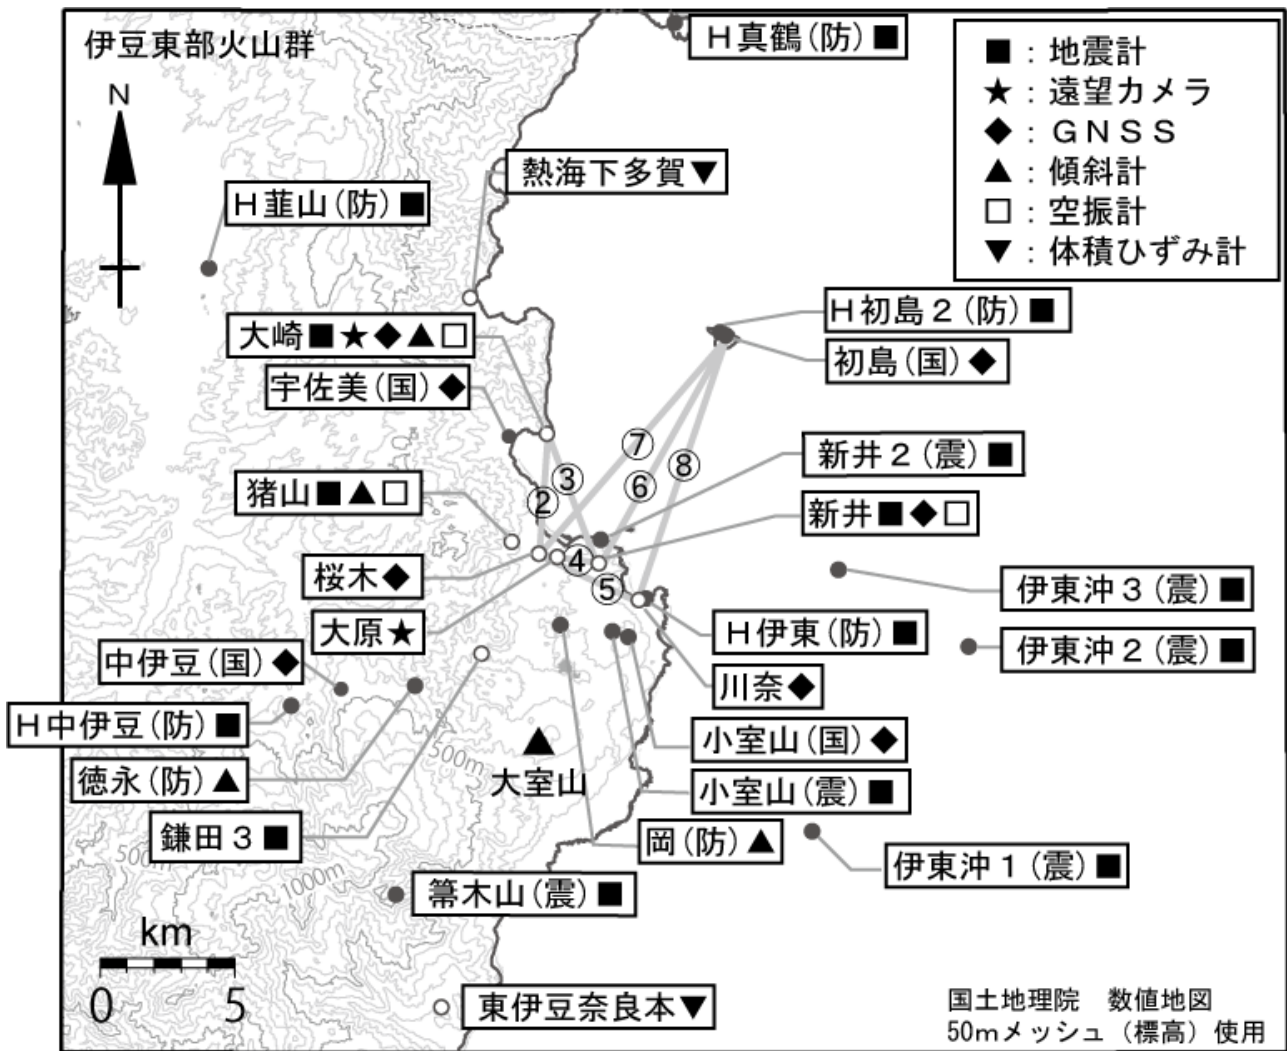 伊豆東部火山群
N
H真鶴(防)■
■:地震計
★:遠望カメラ
◆:GNSS
▲:傾斜計
□:空振計
▼:体積ひずみ計
熱海下多賀▼
H韮山(防)■
大崎■★◆▲□
宇佐美(国)◆
H初島2(防)■
初島(国)◆
⑦
⑧
③
⑥
②
新井2(震)■
猪山■▲□
新井■◆□
④
⑤
桜木◆
大原★
伊東沖3(震)■
H伊東(防)■
伊東沖2(震)■
中伊豆(国)◆
川奈◆
H中伊豆(防)■
小室山(国)◆
徳永(防)▲
500m
大室山
小室山(震)■
鎌田3■
岡(防)▲
伊東沖1(震)■
500m
1000m
箒木山(震)■
km
0 5
東伊豆奈良本▼
国土地理院 数値地図
50mメッシュ(標高)使用